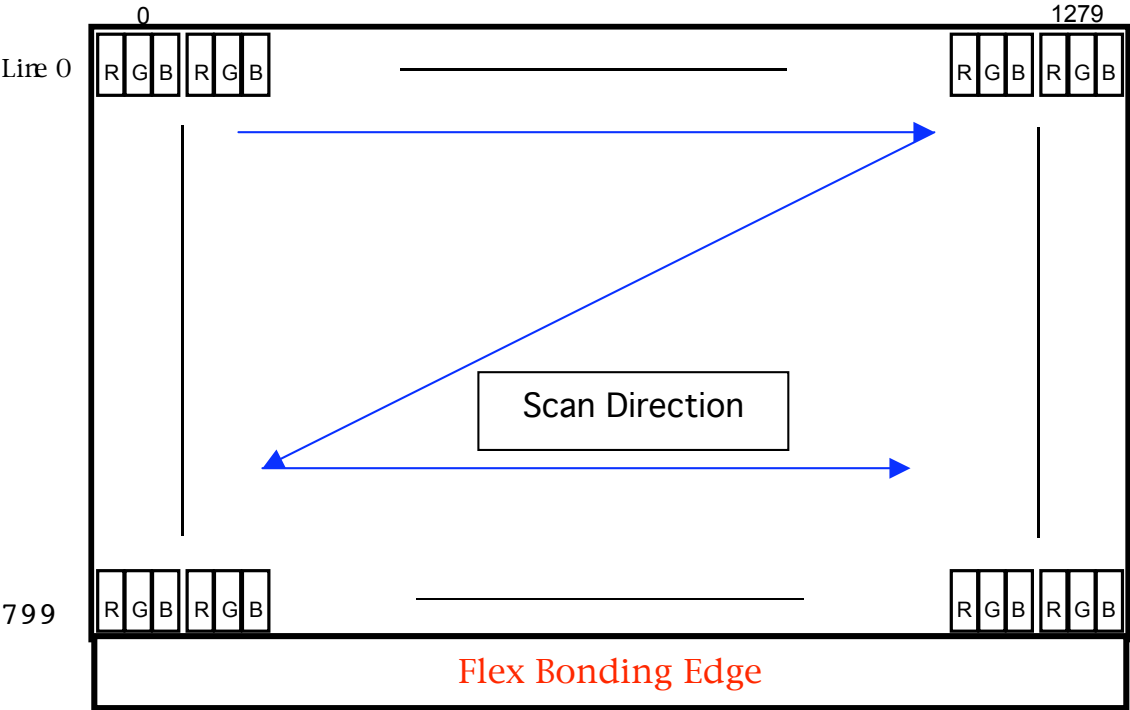 0 1279
Line 0 R G B R G B R G B R G B
Scan Direction
799 R G B R G B R G B R G B
Flex Bonding Edge